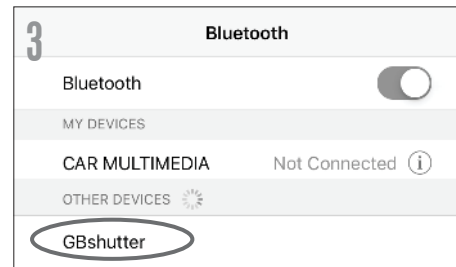 3
Bluetooth
Bluetooth
MY DEVICES
CAR MULTIMEDIA Not Connected i
OTHER DEVICES
GBshutter